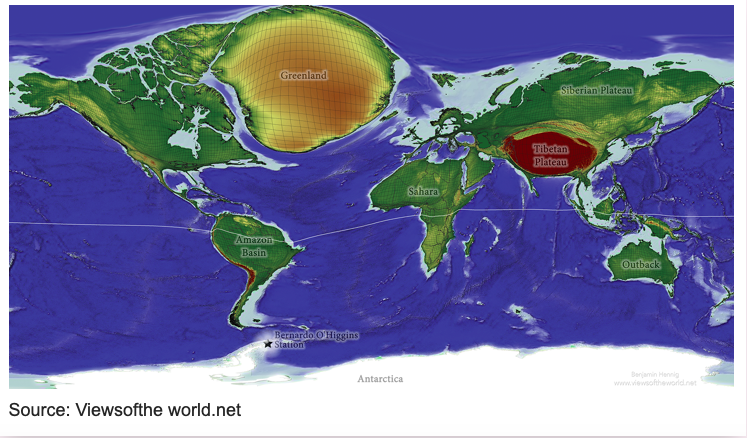 Greenland
Siberian Plateau
Tibetan
Plateau
Sahara
Amazon
Basin
Outback
Bernardo O'Higgins
Station
Antarctica
Benjamin Hennig
www.viewsoftheworld.net
Source: Viewsofthe world.net